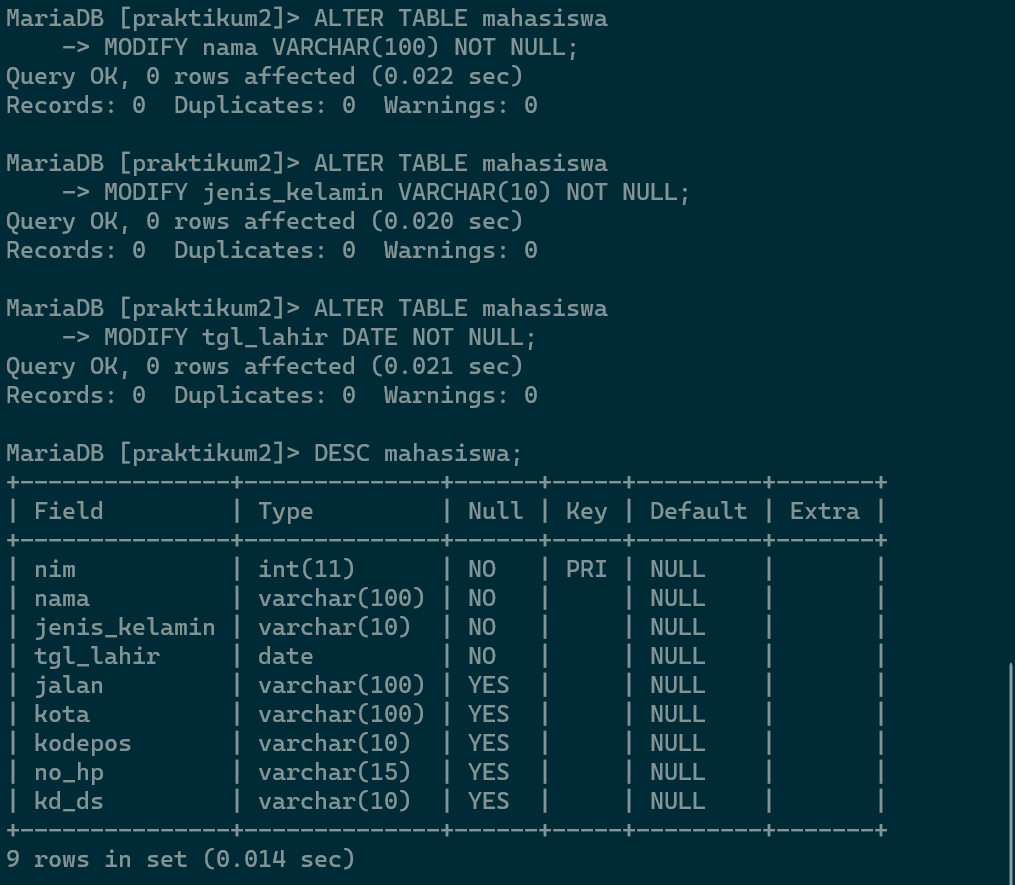 MariaDB [praktikum2]> ALTER TABLE mahasiswa
    -> MODIFY nama VARCHAR(100) NOT NULL;
Query OK, 0 rows affected (0.022 sec)
Records: 0  Duplicates: 0  Warnings: 0

MariaDB [praktikum2]> ALTER TABLE mahasiswa
    -> MODIFY jenis_kelamin VARCHAR(10) NOT NULL;
Query OK, 0 rows affected (0.020 sec)
Records: 0  Duplicates: 0  Warnings: 0

MariaDB [praktikum2]> ALTER TABLE mahasiswa
    -> MODIFY tgl_lahir DATE NOT NULL;
Query OK, 0 rows affected (0.021 sec)
Records: 0  Duplicates: 0  Warnings: 0

MariaDB [praktikum2]> DESC mahasiswa;
+---------------+--------------+------+-----+---------+-------+
| Field         | Type         | Null | Key | Default | Extra |
+---------------+--------------+------+-----+---------+-------+
| nim           | int(11)      | NO   | PRI | NULL    |       |
| nama          | varchar(100) | NO   |     | NULL    |       |
| jenis_kelamin | varchar(10)  | NO   |     | NULL    |       |
| tgl_lahir     | date         | NO   |     | NULL    |       |
| jalan         | varchar(100) | YES  |     | NULL    |       |
| kota          | varchar(100) | YES  |     | NULL    |       |
| kodepos       | varchar(10)  | YES  |     | NULL    |       |
| no_hp         | varchar(15)  | YES  |     | NULL    |       |
| kd_ds         | varchar(10)  | YES  |     | NULL    |       |
+---------------+--------------+------+-----+---------+-------+
9 rows in set (0.014 sec)